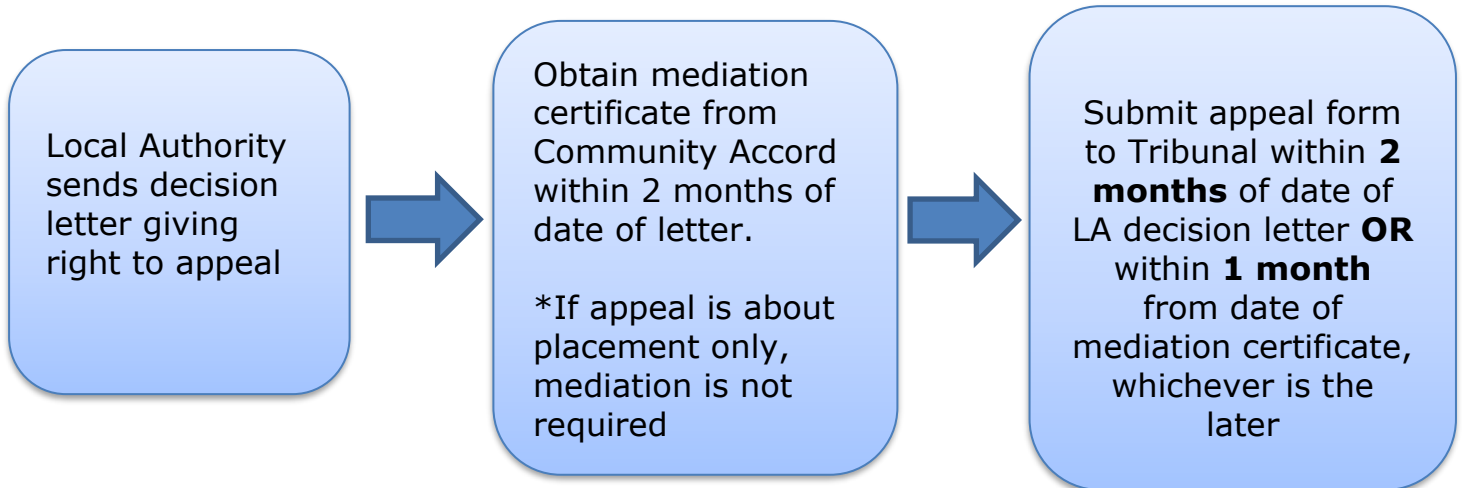 Local Authority
sends decision
letter giving
right to appeal
Obtain mediation
certificate from
Community Accord
within 2 months of
date of letter.
*If appeal is about
placement only,
mediation is not
required
Submit appeal form
to Tribunal within 2
months of date of
LA decision letter OR
within 1 month
from date of
mediation certificate,
whichever is the
later